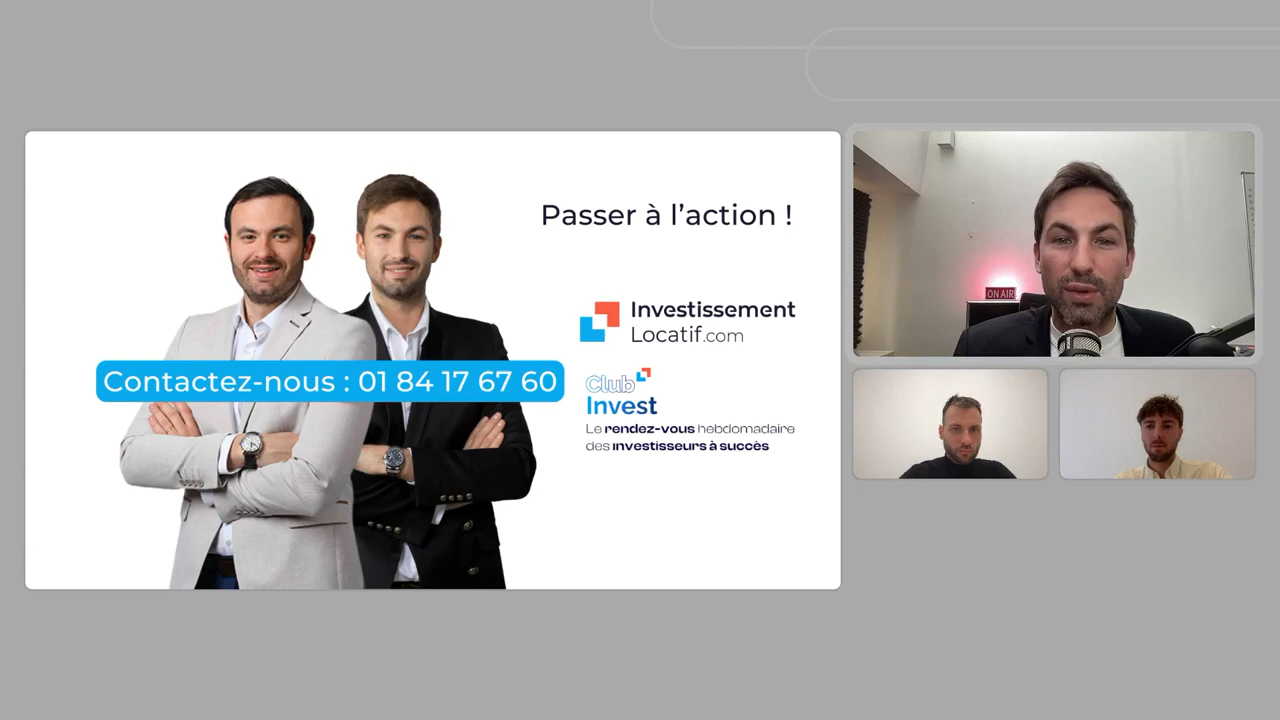 Passer à l’action !
Investissement
Locatif.com
Contactez-nous : 01 84 17 67 60
Club
Invest
Le rendez-vous hebdomadaire
des investisseurs à succès
ON AIR